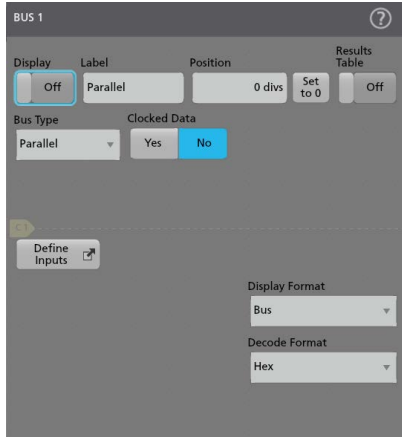 BUS 1
?
Display
Label
Position
Results
Table
Off
Parallel
0 divs
Set
to 0
Off
Bus Type
Clocked Data
Parallel
Yes
No
C1
Define
Inputs
Display Format
Bus
Decode Format
Hex